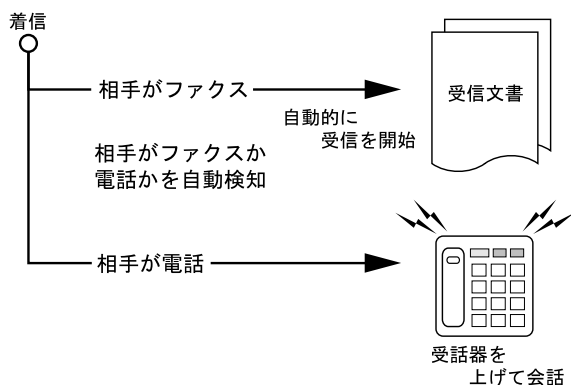 着信
相手がファクス
自動的に
受信を開始
受信文書
相手がファクスか
電話かを自動検知
相手が電話
受話器を
上げて会話